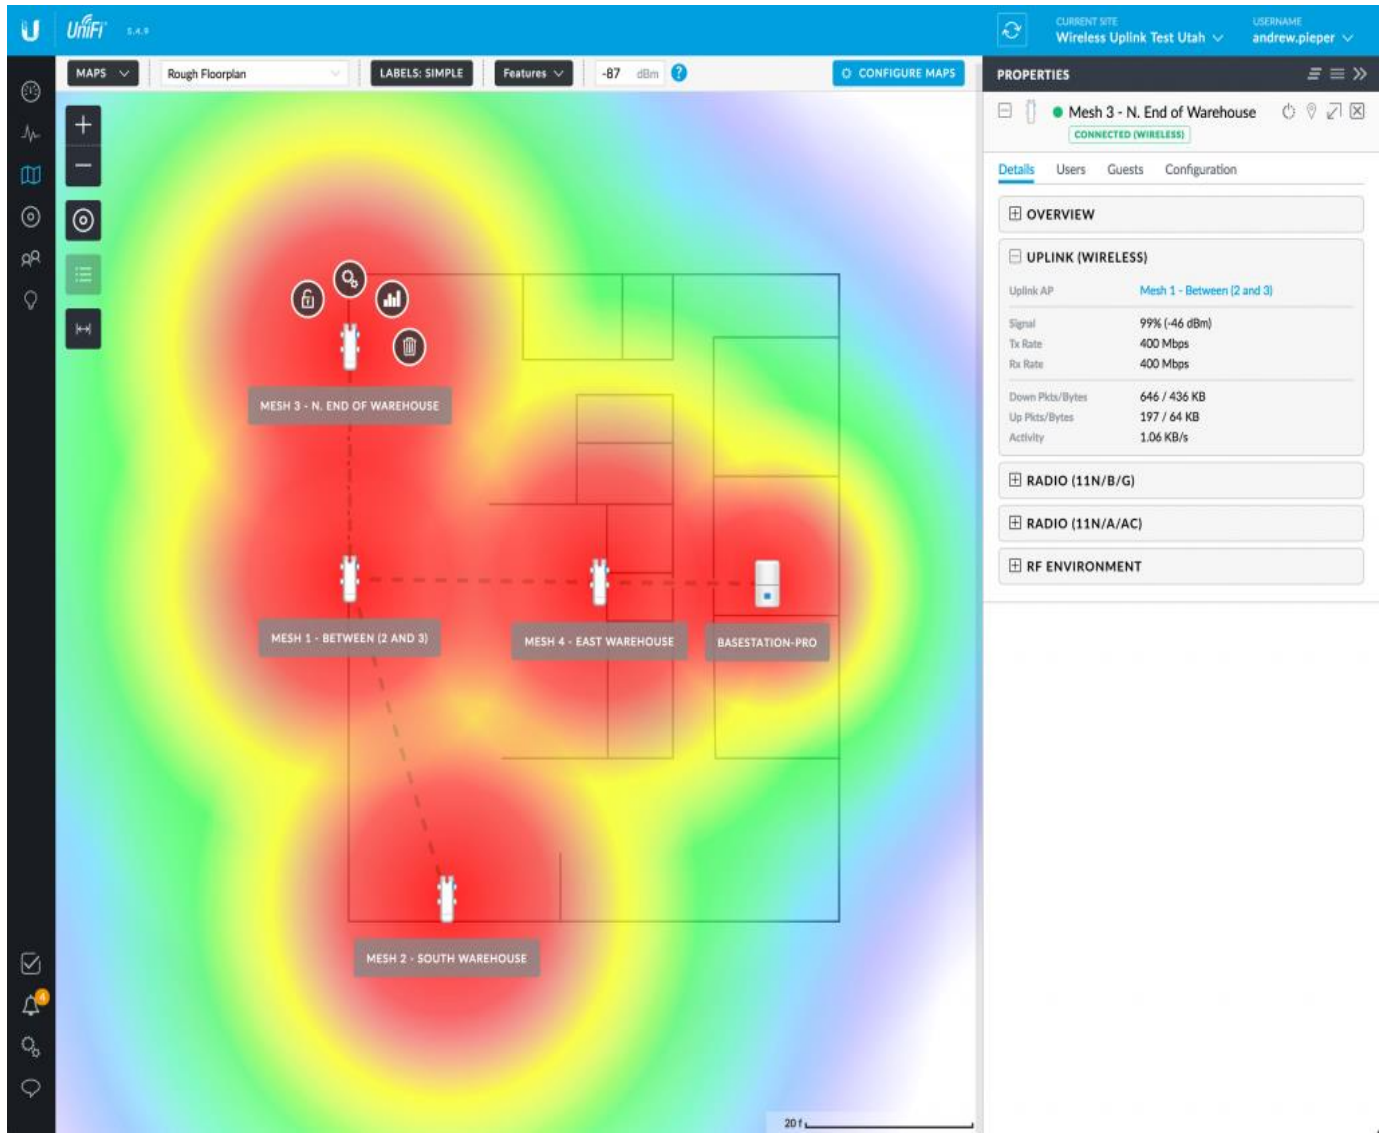 UniFi 5.4.9
CURRENT SITE
Wireless Uplink Test Utah
USERNAME
andrew.pieper
MAPS
Rough Floorplan
LABELS: SIMPLE
Features
-87 dBm ?
CONFIGURE MAPS
PROPERTIES
Mesh 3 - N. End of Warehouse
CONNECTED (WIRELESS)
Details Users Guests Configuration
OVERVIEW
UPLINK (WIRELESS)
Uplink AP Mesh 1 - Between (2 and 3)
Signal 99% (-46 dBm)
Tx Rate 400 Mbps
Rx Rate 400 Mbps
Down Pkts/Bytes 646 / 436 KB
Up Pkts/Bytes 197 / 64 KB
Activity 1.06 KB/s
RADIO (11N/B/G)
RADIO (11N/A/AC)
RF ENVIRONMENT
MESH 3 - N. END OF WAREHOUSE
MESH 1 - BETWEEN (2 AND 3)
MESH 4 - EAST WAREHOUSE
BASESTATION-PRO
MESH 2 - SOUTH WAREHOUSE
4
20 f